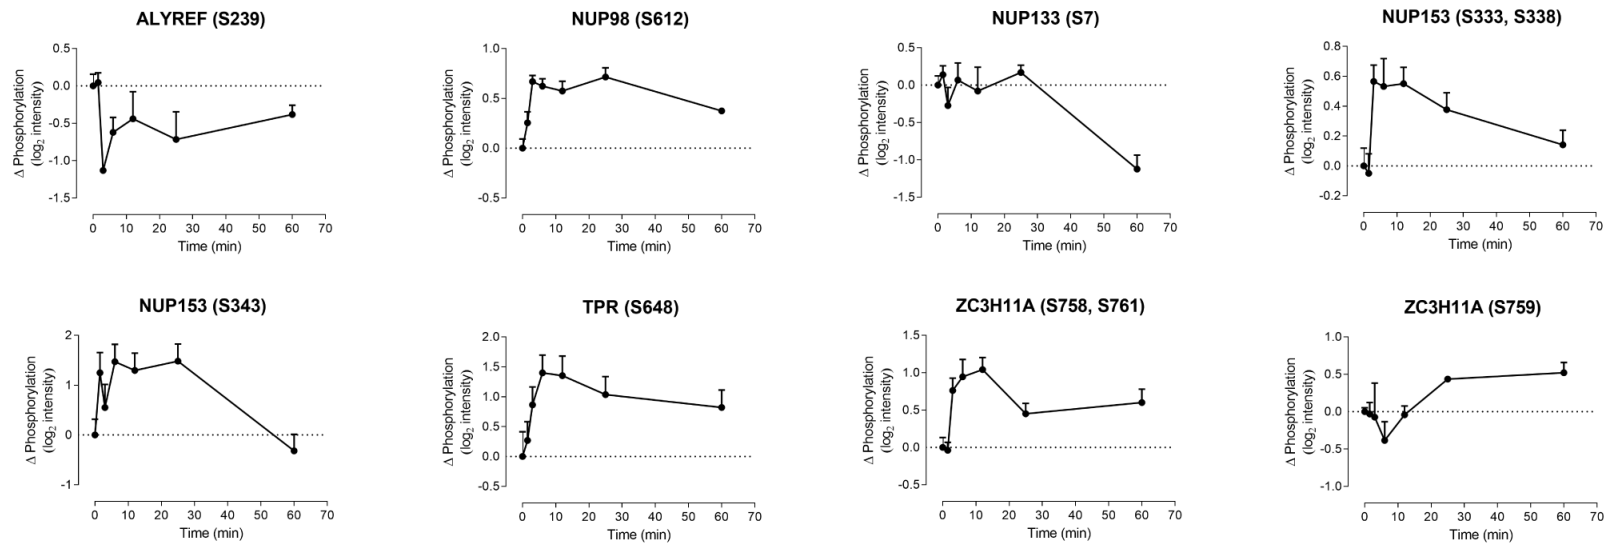 ALYREF (S239)
Δ Phosphorylation
(log2 intensity)
0.5
0.0
-0.5
-1.0
-1.5
0 10 20 30 40 50 60 70
Time (min)
NUP98 (S612)
Δ Phosphorylation
(log2 intensity)
1.0
0.5
0.0
-0.5
0 10 20 30 40 50 60 70
Time (min)
NUP133 (S7)
Δ Phosphorylation
(log2 intensity)
0.5
0.0
-0.5
-1.0
-1.5
0 10 20 30 40 50 60 70
Time (min)
NUP153 (S333, S338)
Δ Phosphorylation
(log2 intensity)
0.8
0.6
0.4
0.2
0.0
-0.2
0 10 20 30 40 50 60 70
Time (min)
NUP153 (S343)
Δ Phosphorylation
(log2 intensity)
2
1
0
-1
0 10 20 30 40 50 60 70
Time (min)
TPR (S648)
Δ Phosphorylation
(log2 intensity)
2.0
1.5
1.0
0.5
0.0
-0.5
0 10 20 30 40 50 60 70
Time (min)
ZC3H11A (S758, S761)
Δ Phosphorylation
(log2 intensity)
1.5
1.0
0.5
0.0
-0.5
0 10 20 30 40 50 60 70
Time (min)
ZC3H11A (S759)
Δ Phosphorylation
(log2 intensity)
1.0
0.5
0.0
-0.5
-1.0
0 10 20 30 40 50 60 70
Time (min)